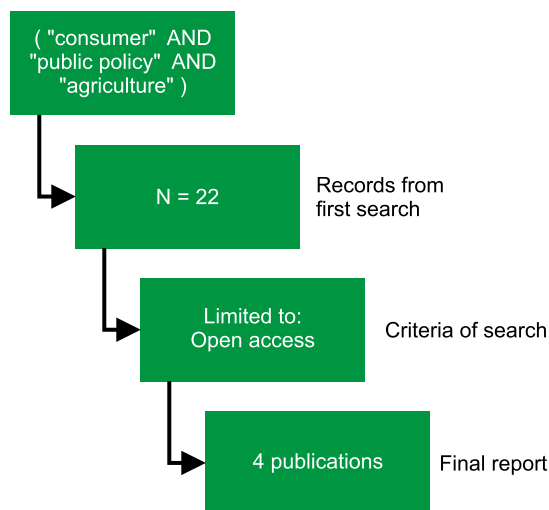 ( "consumer" AND
"public policy" AND
"agriculture" )
N = 22
Records from
first search
Limited to:
Open access
Criteria of search
4 publications
Final report